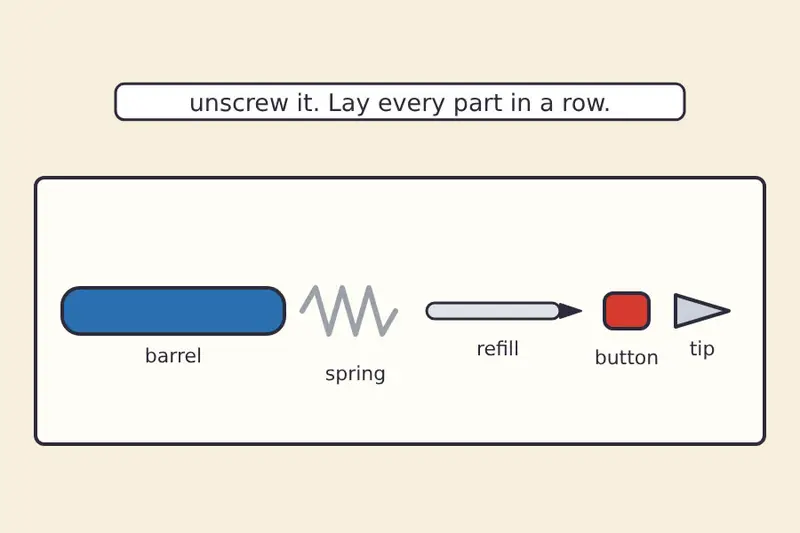 unscrew it. Lay every part in a row.
barrel
spring
refill
button
tip